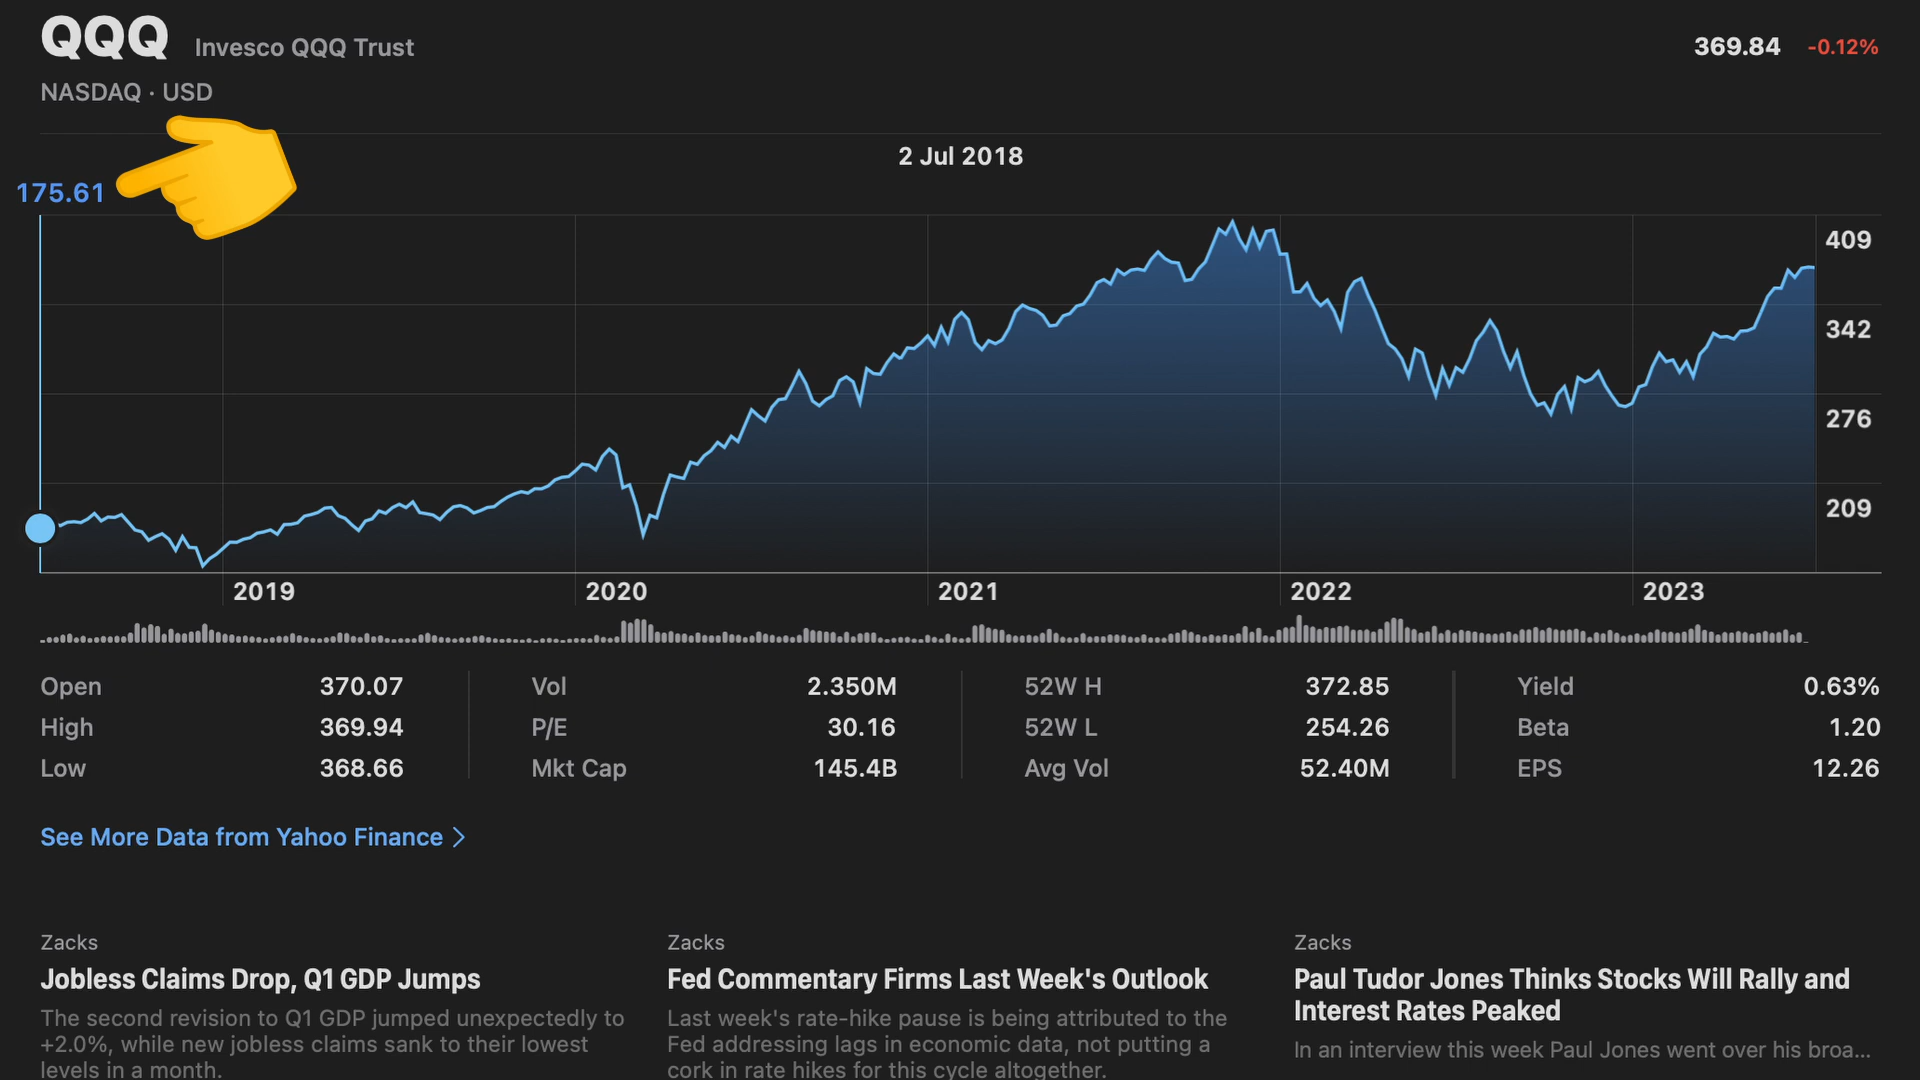 QQQ Invesco QQQ Trust 369.84 -0.12%
NASDAQ · USD
2 Jul 2018
175.61
409
342
276
209
2019 2020 2021 2022 2023
Open 370.07 Vol 2.350M 52W H 372.85 Yield 0.63%
High 369.94 P/E 30.16 52W L 254.26 Beta 1.20
Low 368.66 Mkt Cap 145.4B Avg Vol 52.40M EPS 12.26
See More Data from Yahoo Finance >
Zacks
Jobless Claims Drop, Q1 GDP Jumps
The second revision to Q1 GDP jumped unexpectedly to
+2.0%, while new jobless claims sank to their lowest
levels in a month.
Zacks
Fed Commentary Firms Last Week's Outlook
Last week's rate-hike pause is being attributed to the
Fed addressing lags in economic data, not putting a
cork in rate hikes for this cycle altogether.
Zacks
Paul Tudor Jones Thinks Stocks Will Rally and
Interest Rates Peaked
In an interview this week Paul Jones went over his broa...